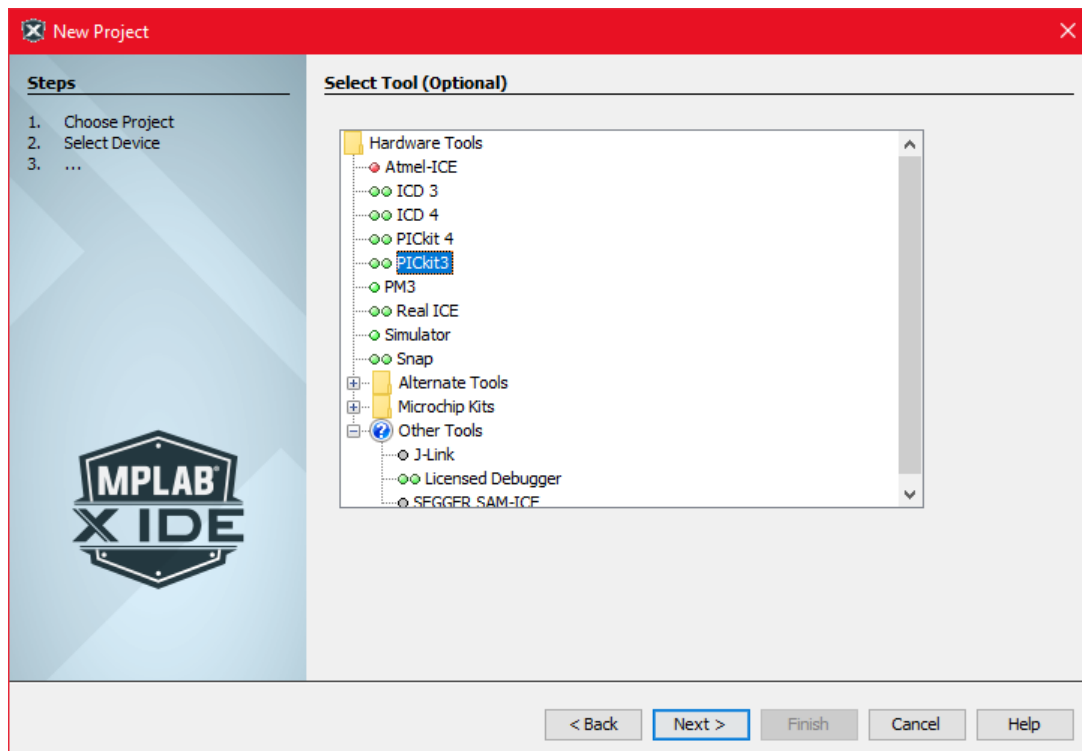 New Project
Steps
1. Choose Project
2. Select Device
3. ...
MPLAB®
X IDE
Select Tool (Optional)
Hardware Tools
Atmel-ICE
ICD 3
ICD 4
PICkit 4
PICkit3
PM3
Real ICE
Simulator
Snap
Alternate Tools
Microchip Kits
Other Tools
J-Link
Licensed Debugger
SEGGER SAM-ICE
< Back Next > Finish Cancel Help